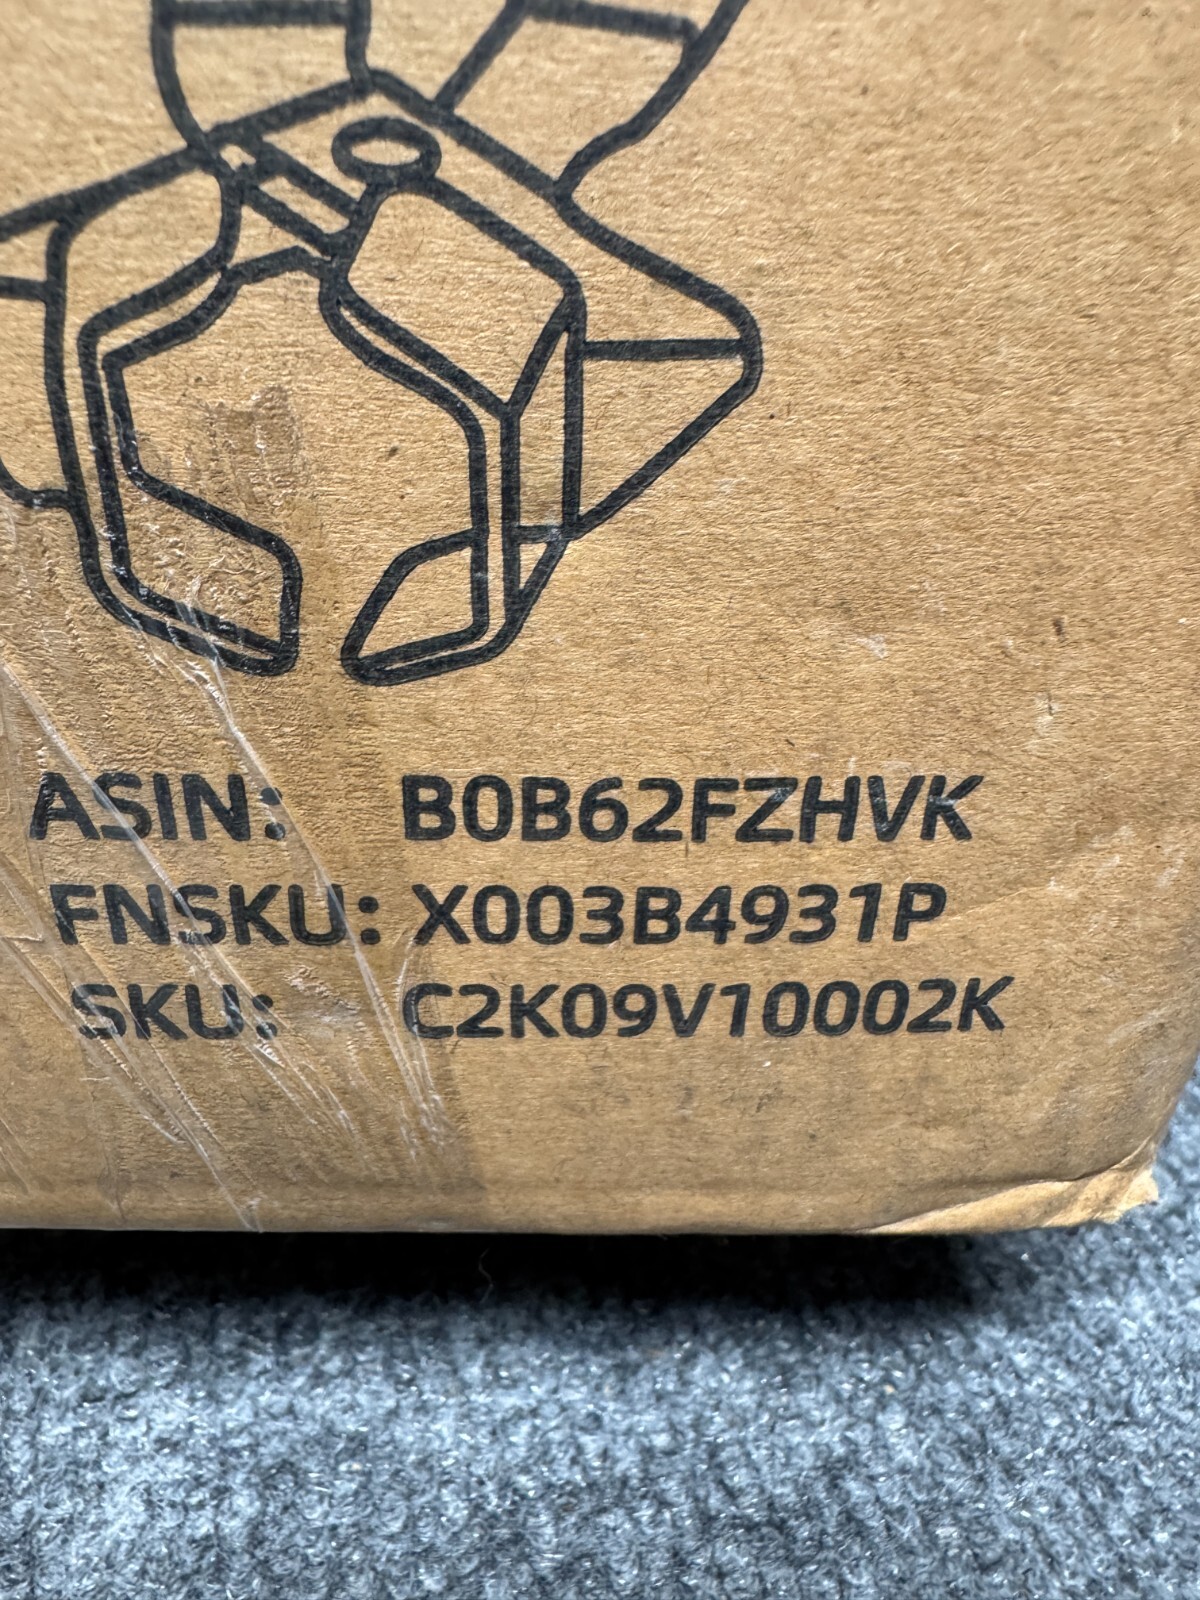 ASIN: B0B62FZHVK
FNSKU: X003B4931P
SKU: C2K09V10002K